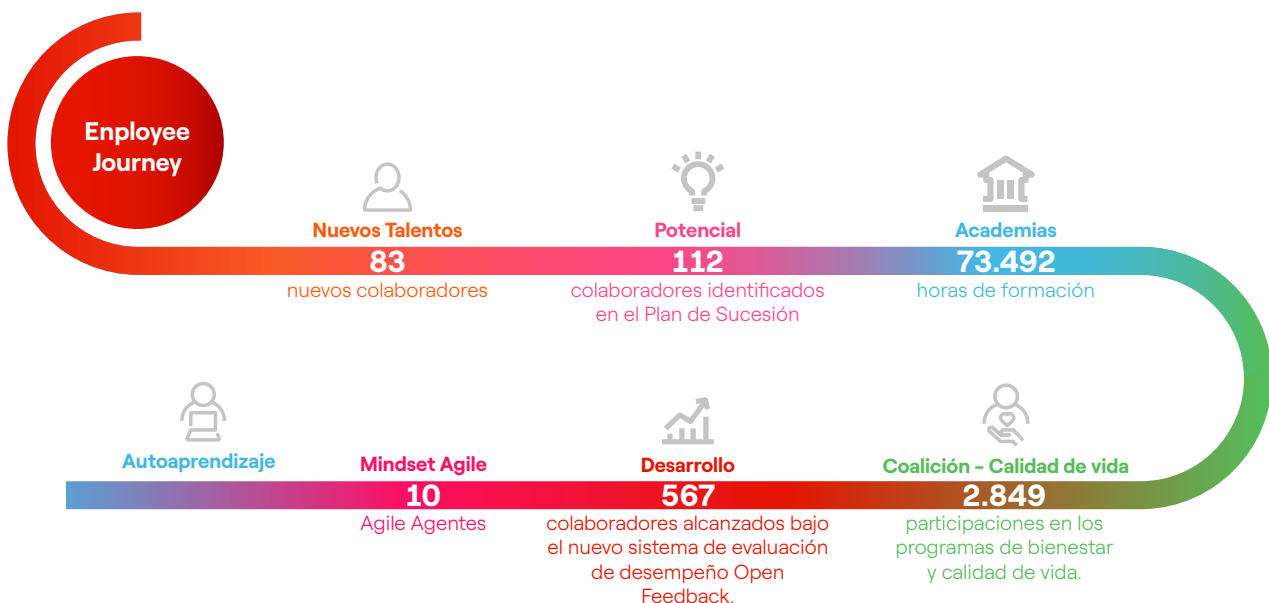 Enployee
Journey
Nuevos Talentos
83
nuevos colaboradores
Potencial
112
colaboradores identificados
en el Plan de Sucesión
Academias
73.492
horas de formación
Coalición - Calidad de vida
2.849
participaciones en los
programas de bienestar
y calidad de vida.
Desarrollo
567
colaboradores alcanzados bajo
el nuevo sistema de evaluación
de desempeño Open
Feedback.
Mindset Agile
10
Agile Agentes
Autoaprendizaje